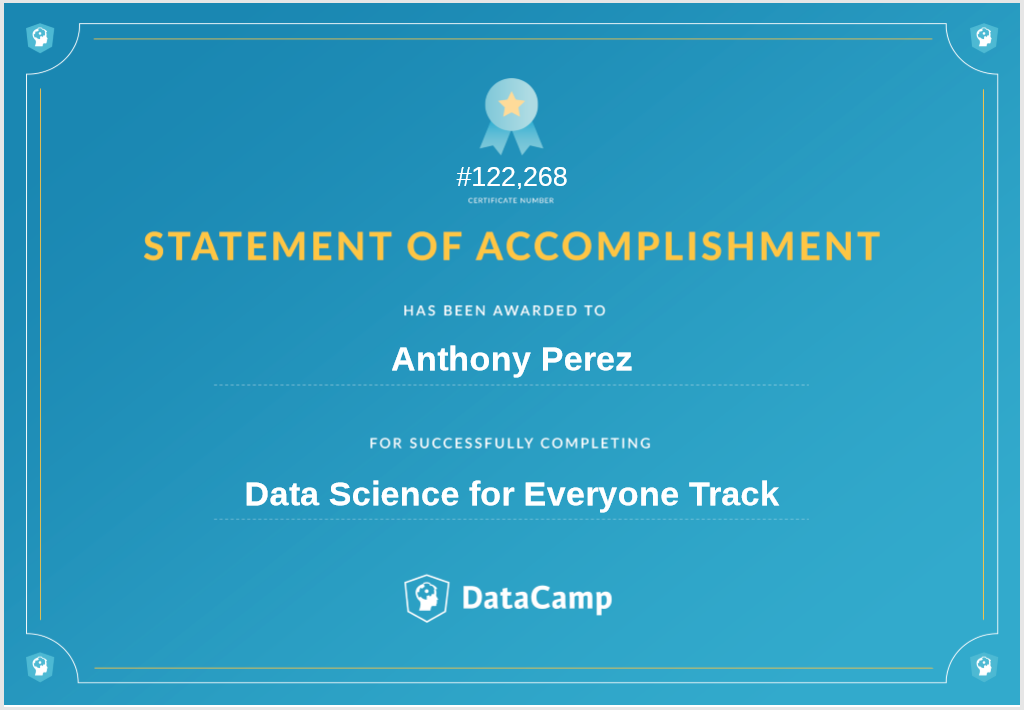 #122,268
CERTIFICATE NUMBER
STATEMENT OF ACCOMPLISHMENT
HAS BEEN AWARDED TO
Anthony Perez
FOR SUCCESSFULLY COMPLETING
Data Science for Everyone Track
DataCamp